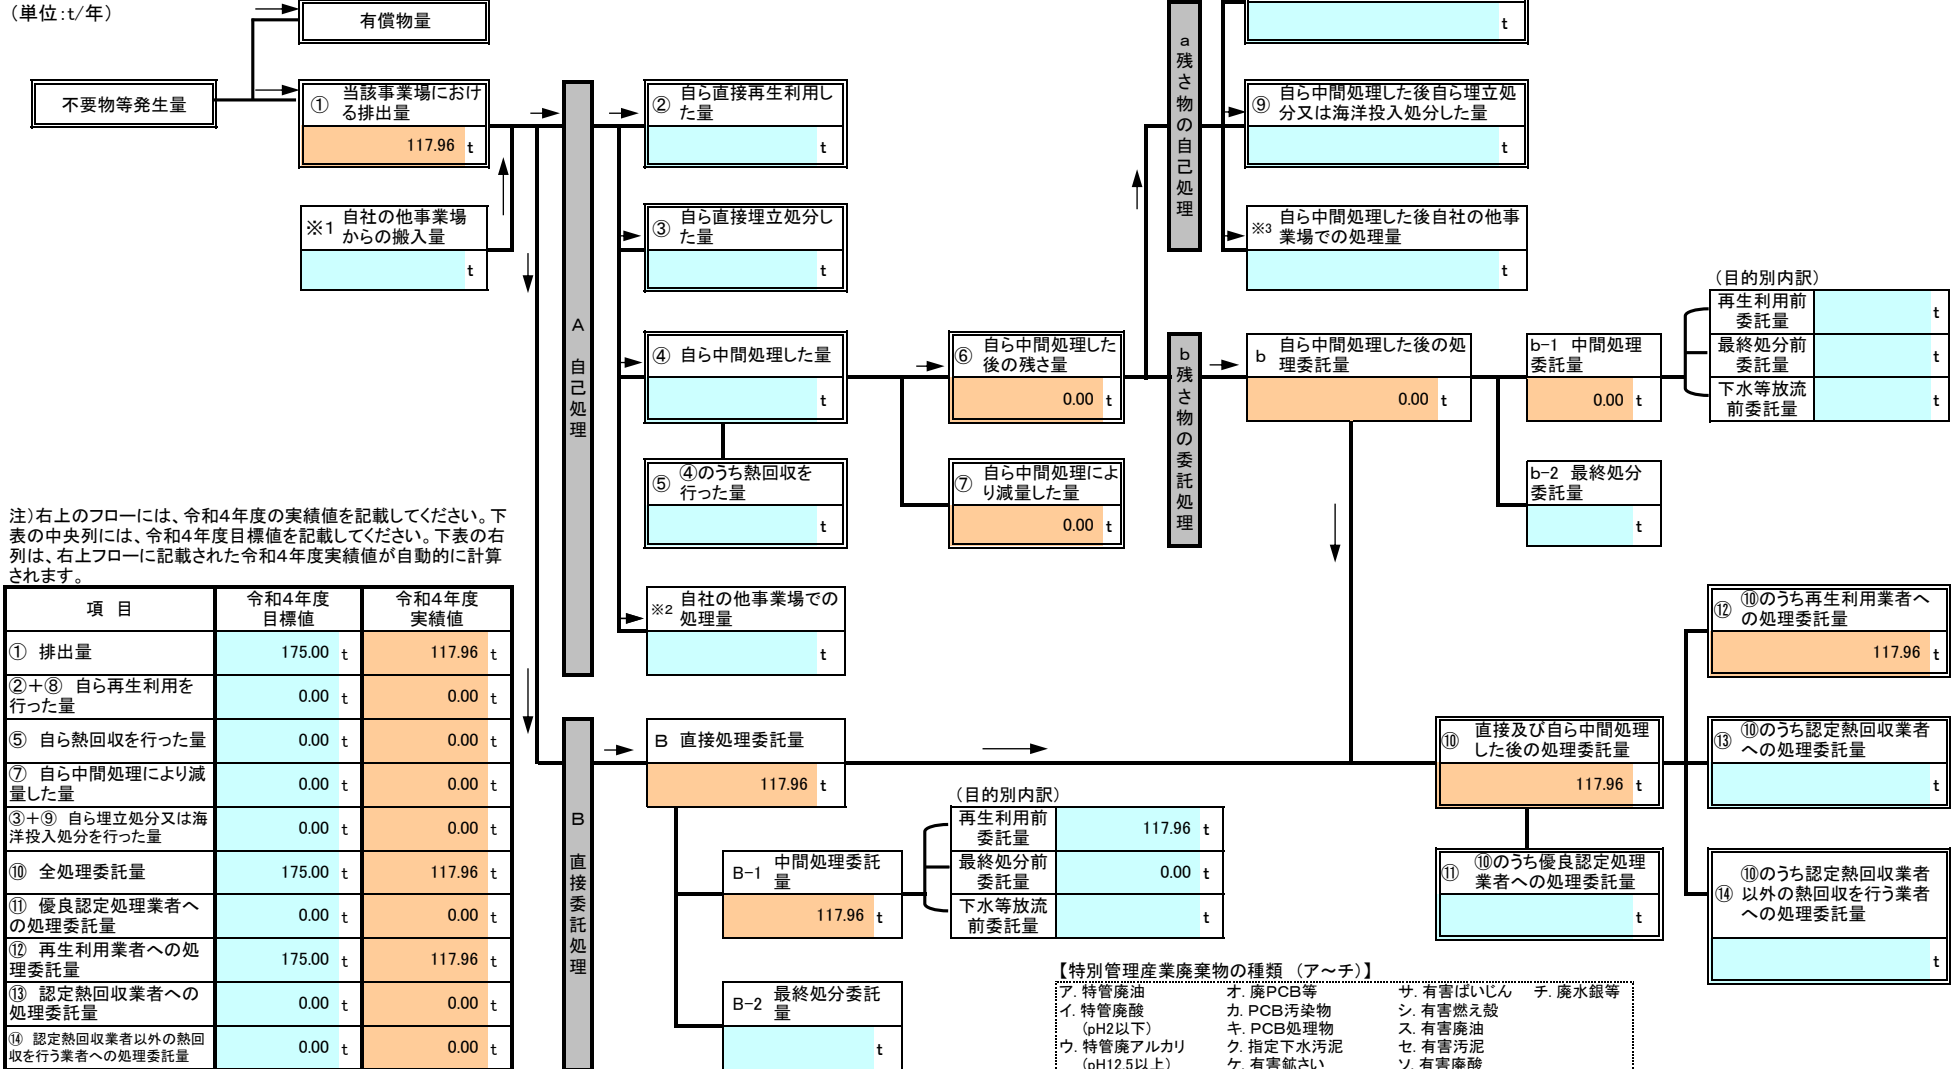 （単位：t/年）
有償物量
不要物等発生量
① 当該事業場におけ
る排出量
117.96 t
※1 自社の他事業場
からの搬入量
t
A 自己処理
② 自ら直接再生利用し
た量
t
③ 自ら直接埋立処分し
た量
t
④ 自ら中間処理した量
t
⑤ ④のうち熱回収を
行った量
t
※2 自社の他事業場での
処理量
t
⑥ 自ら中間処理した
後の残さ量
0.00 t
⑦ 自ら中間処理によ
り減量した量
0.00 t
a 残さ物の自己処理
t
⑨ 自ら中間処理した後自ら埋立処
分又は海洋投入処分した量
t
※3 自ら中間処理した後自社の他事
業場での処理量
t
b 残さ物の委託処理
b 自ら中間処理した後の処
理委託量
0.00 t
b-1 中間処理
委託量
0.00 t
b-2 最終処分
委託量
t
（目的別内訳）
再生利用前
委託量
t
最終処分前
委託量
t
下水等放流
前委託量
t
注）右上のフローには、令和４年度の実績値を記載してください。下
表の中央列には、令和４年度目標値を記載してください。下表の右
列は、右上フローに記載された令和４年度実績値が自動的に計算
されます。
項 目 令和４年度
目標値 令和４年度
実績値
① 排出量 175.00 t 117.96 t
②＋⑧ 自ら再生利用を
行った量 0.00 t 0.00 t
⑤ 自ら熱回収を行った量 0.00 t 0.00 t
⑦ 自ら中間処理により減
量した量 0.00 t 0.00 t
③＋⑨ 自ら埋立処分又は海
洋投入処分を行った量 0.00 t 0.00 t
⑩ 全処理委託量 175.00 t 117.96 t
⑪ 優良認定処理業者へ
の処理委託量 0.00 t 0.00 t
⑫ 再生利用業者への処
理委託量 175.00 t 117.96 t
⑬ 認定熱回収業者への
処理委託量 0.00 t 0.00 t
⑭ 認定熱回収業者以外の熱回
収を行う業者への処理委託量 0.00 t 0.00 t
B 直接委託処理
B 直接処理委託量
117.96 t
B-1 中間処理委託
量
117.96 t
B-2 最終処分委託
量
t
（目的別内訳）
再生利用前
委託量
117.96 t
最終処分前
委託量
0.00 t
下水等放流
前委託量
t
⑩ 直接及び自ら中間処理
した後の処理委託量
117.96 t
⑪ ⑩のうち優良認定処理
業者への処理委託量
t
⑫ ⑩のうち再生利用業者へ
の処理委託量
117.96 t
⑬ ⑩のうち認定熱回収業者
への処理委託量
t
⑭ ⑩のうち認定熱回収業者
以外の熱回収を行う業者
への処理委託量
t
【特別管理産業廃棄物の種類 （ア～チ）】
ア．特管廃油 オ．廃PCB等 サ．有害ばいじん チ．廃水銀等
イ．特管廃酸 カ．PCB汚染物 シ．有害燃え殻
（pH2以下） キ．PCB処理物 ス．有害廃油
ウ．特管廃アルカリ ク．指定下水汚泥 セ．有害汚泥
（pH12.5以上） ケ．有害鉱さい ソ．有害廃酸